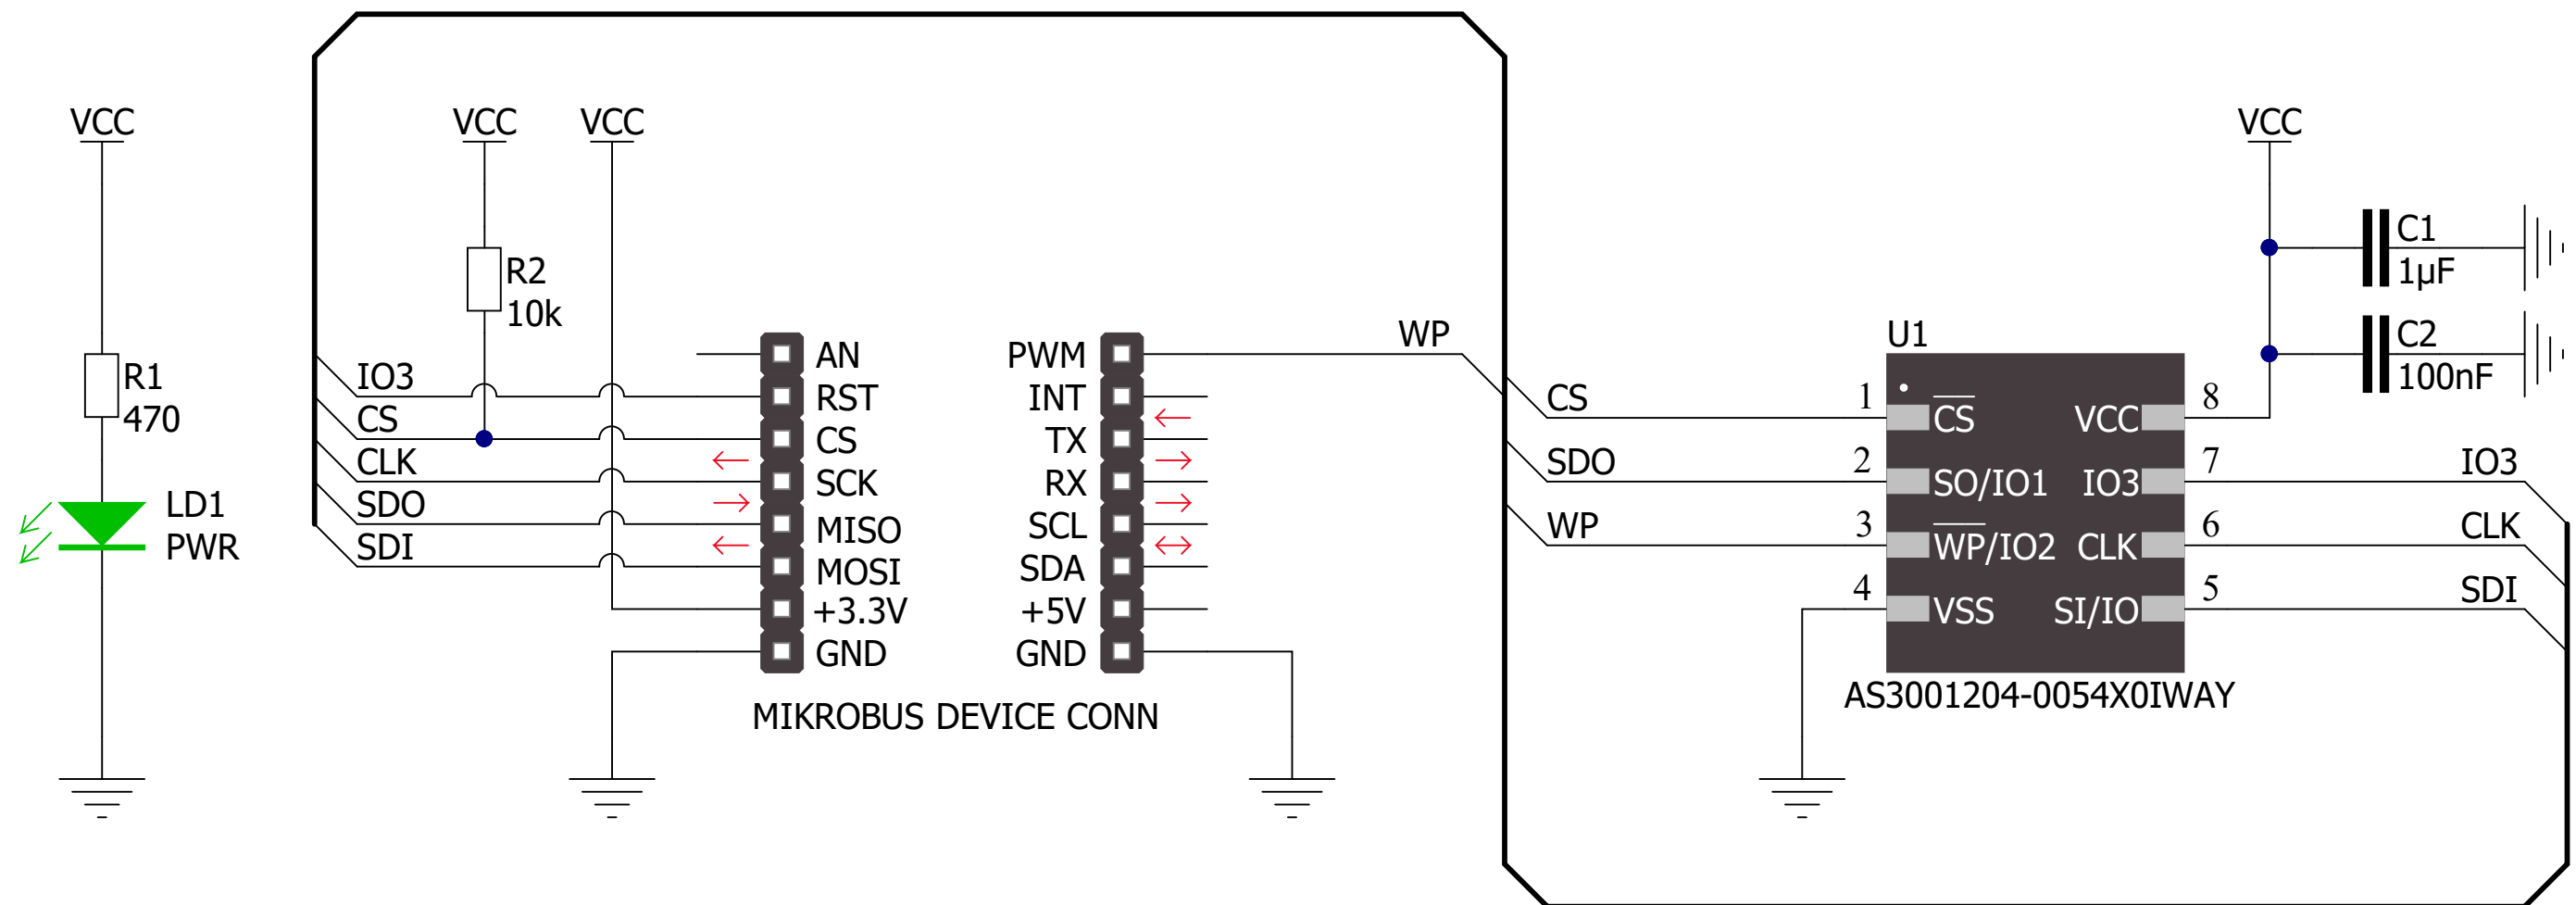 VCC
R1
470
LD1
PWR
VCC
R2
10k
VCC
IO3
CS
CLK
SDO
SDI
AN
RST
CS
SCK
MISO
MOSI
+3.3V
GND
PWM
INT
TX
RX
SCL
SDA
+5V
GND
MIKROBUS DEVICE CONN
WP
CS
SDO
WP
U1
1
2
3
4
CS
SO/IO1
WP/IO2
VSS
VCC
IO3
CLK
SI/IO
8
7
6
5
AS3001204-0054X0IWAY
VCC
C1
1µF
C2
100nF
IO3
CLK
SDI